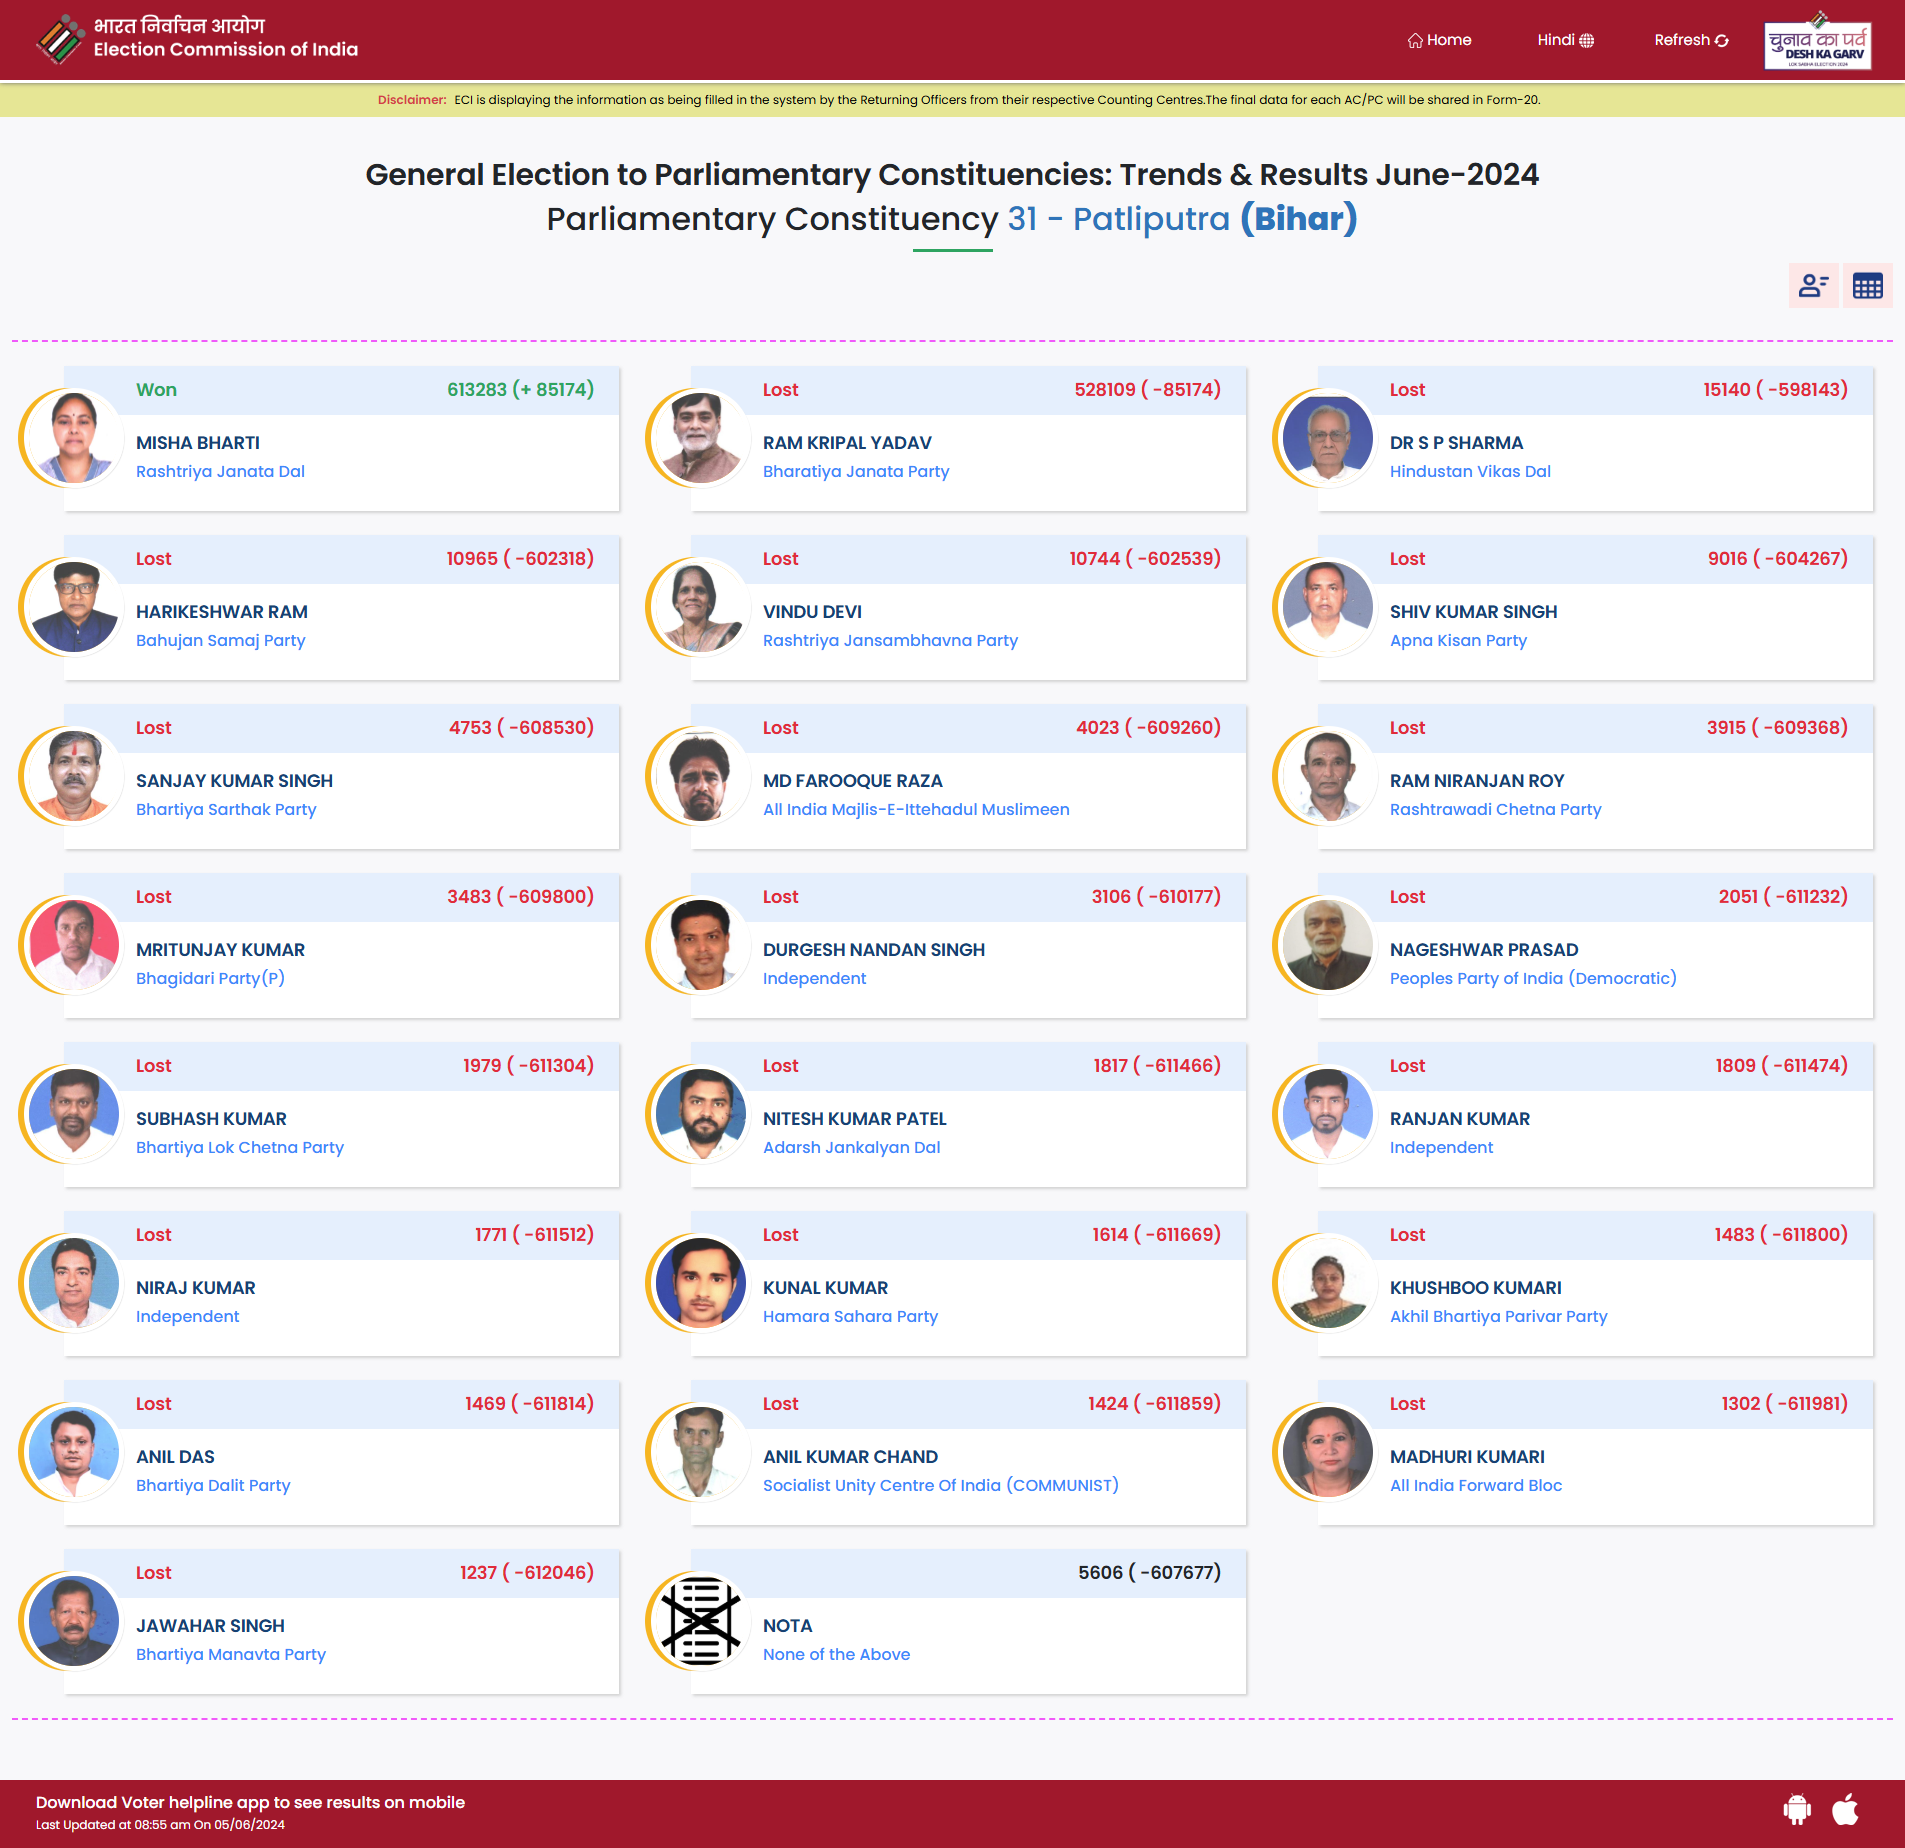 भारत निर्वाचन आयोग
Election Commission of India
Home
Hindi
Refresh
चुनाव का पर्व
DESH KA GARV
LOK SABHA ELECTION 2024
Disclaimer: ECI is displaying the information as being filled in the system by the Returning Officers from their respective Counting Centres.The final data for each AC/PC will be shared in Form-20.
General Election to Parliamentary Constituencies: Trends & Results June-2024
Parliamentary Constituency 31 - Patliputra (Bihar)
Won 613283 (+ 85174)
MISHA BHARTI
Rashtriya Janata Dal
Lost 528109 ( -85174)
RAM KRIPAL YADAV
Bharatiya Janata Party
Lost 15140 ( -598143)
DR S P SHARMA
Hindustan Vikas Dal
Lost 10965 ( -602318)
HARIKESHWAR RAM
Bahujan Samaj Party
Lost 10744 ( -602539)
VINDU DEVI
Rashtriya Jansambhavna Party
Lost 9016 ( -604267)
SHIV KUMAR SINGH
Apna Kisan Party
Lost 4753 ( -608530)
SANJAY KUMAR SINGH
Bhartiya Sarthak Party
Lost 4023 ( -609260)
MD FAROOQUE RAZA
All India Majlis-E-Ittehadul Muslimeen
Lost 3915 ( -609368)
RAM NIRANJAN ROY
Rashtrawadi Chetna Party
Lost 3483 ( -609800)
MRITUNJAY KUMAR
Bhagidari Party(P)
Lost 3106 ( -610177)
DURGESH NANDAN SINGH
Independent
Lost 2051 ( -611232)
NAGESHWAR PRASAD
Peoples Party of India (Democratic)
Lost 1979 ( -611304)
SUBHASH KUMAR
Bhartiya Lok Chetna Party
Lost 1817 ( -611466)
NITESH KUMAR PATEL
Adarsh Jankalyan Dal
Lost 1809 ( -611474)
RANJAN KUMAR
Independent
Lost 1771 ( -611512)
NIRAJ KUMAR
Independent
Lost 1614 ( -611669)
KUNAL KUMAR
Hamara Sahara Party
Lost 1483 ( -611800)
KHUSHBOO KUMARI
Akhil Bhartiya Parivar Party
Lost 1469 ( -611814)
ANIL DAS
Bhartiya Dalit Party
Lost 1424 ( -611859)
ANIL KUMAR CHAND
Socialist Unity Centre Of India (COMMUNIST)
Lost 1302 ( -611981)
MADHURI KUMARI
All India Forward Bloc
Lost 1237 ( -612046)
JAWAHAR SINGH
Bhartiya Manavta Party
5606 ( -607677)
NOTA
None of the Above
Download Voter helpline app to see results on mobile
Last Updated at 08:55 am On 05/06/2024